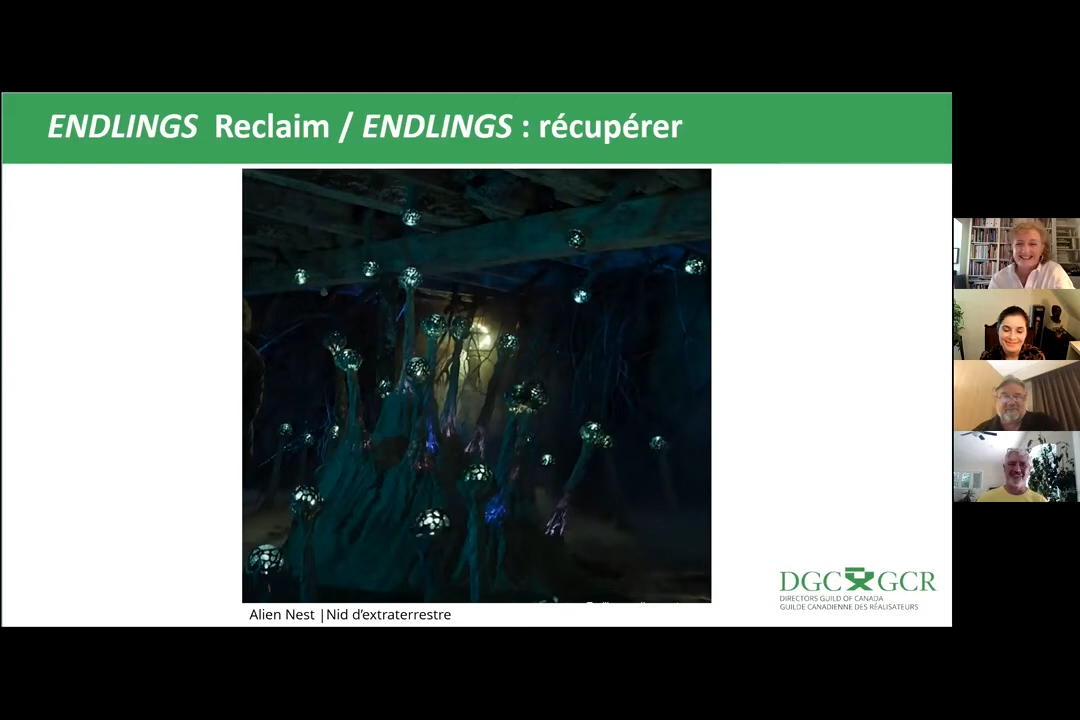 ENDLINGS Reclaim / ENDLINGS : récupérer
Alien Nest |Nid d'extraterrestre
DGC GCR
DIRECTORS GUILD OF CANADA
GUILDE CANADIENNE DES RÉALISATEURS